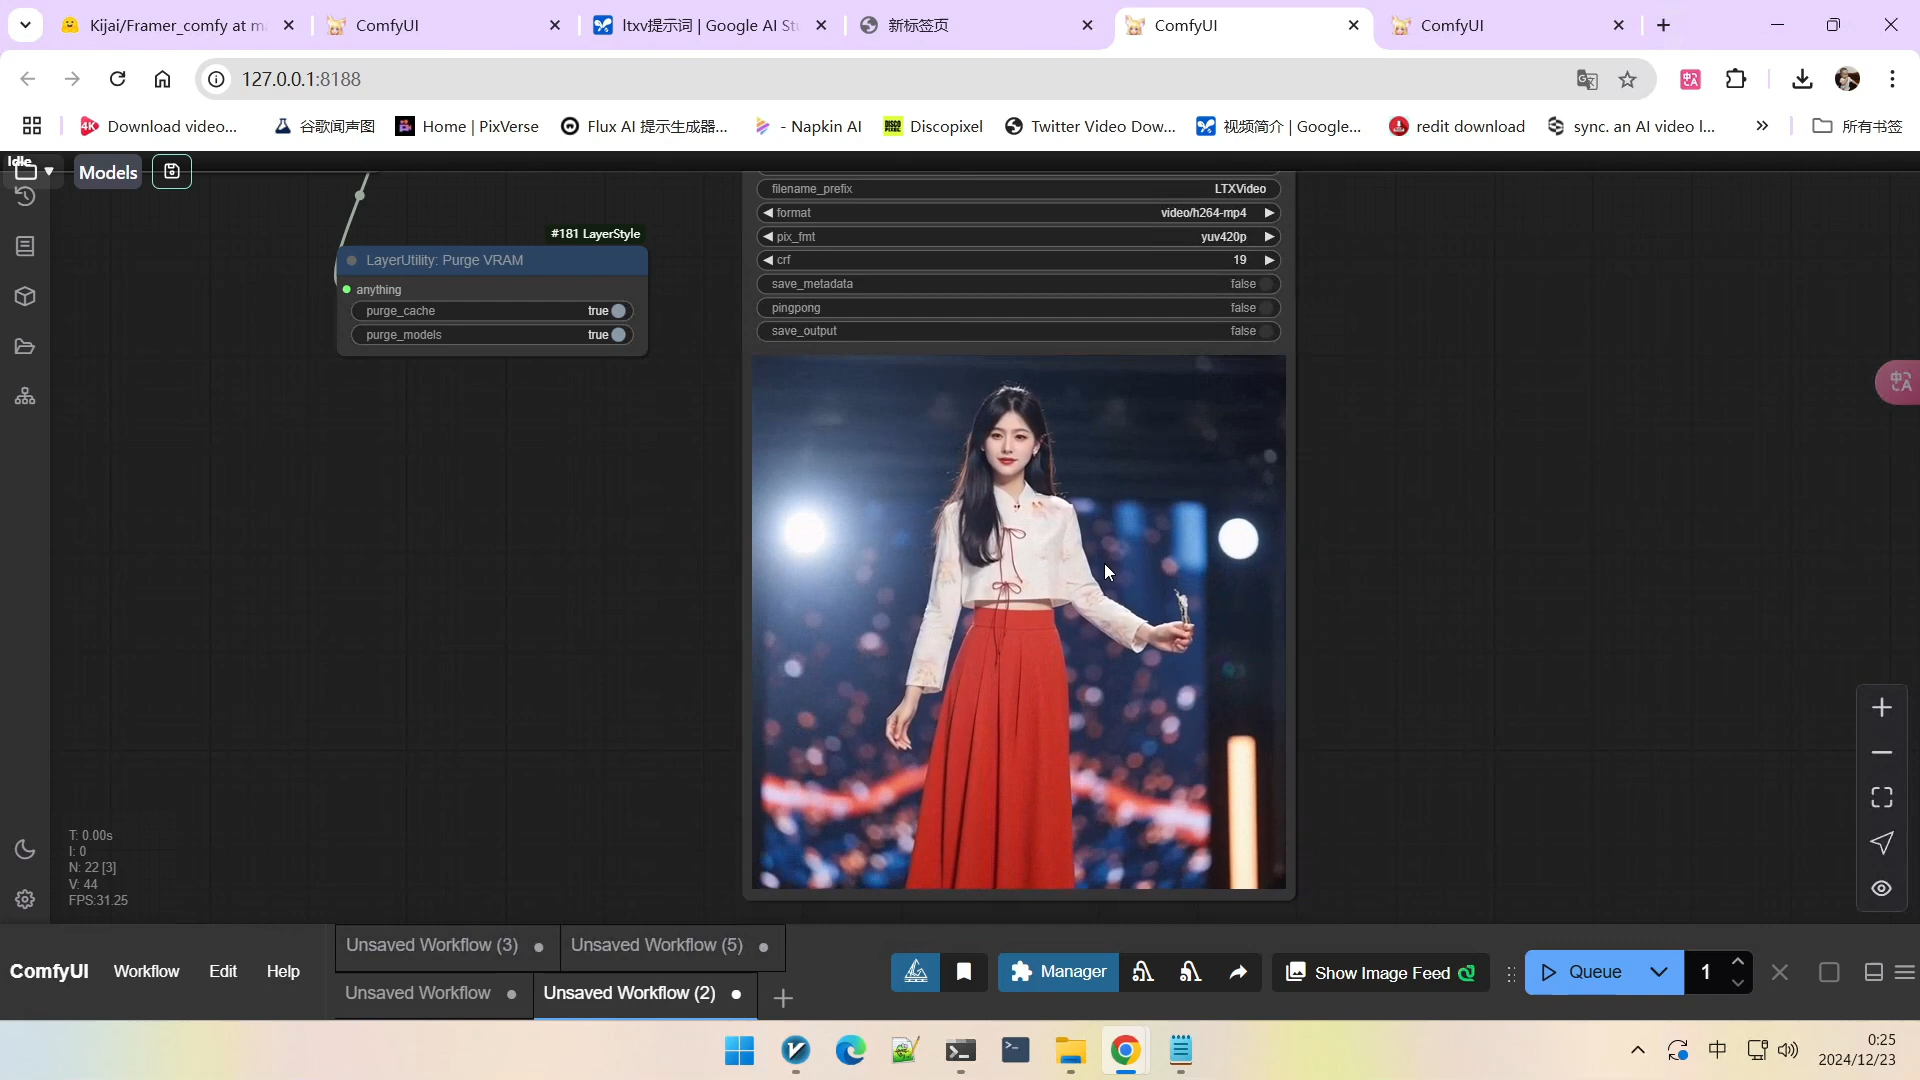 Kijai/Framer_comfy at m
ComfyUI
ltxv提示词 | Google AI St
新标签页
ComfyUI
ComfyUI
127.0.0.1:8188
Download video...
谷歌闻声图
Home | PixVerse
Flux AI 提示生成器...
- Napkin AI
Discopixel
Twitter Video Dow...
视频简介 | Google...
redit download
sync. an AI video l...
所有书签
Idle
Models
filename_prefix LTXVideo
format video/h264-mp4
#181 LayerStyle
pix_fmt yuv420p
LayerUtility: Purge VRAM
crf 19
anything
save_metadata false
purge_cache true
pingpong false
purge_models true
save_output false
T: 0.00s
I: 0
N: 22 [3]
V: 44
FPS:31.25
Unsaved Workflow (3)
Unsaved Workflow (5)
ComfyUI
Workflow
Edit
Help
Unsaved Workflow
Unsaved Workflow (2)
Manager
Show Image Feed
Queue
1
中
0:25
2024/12/23